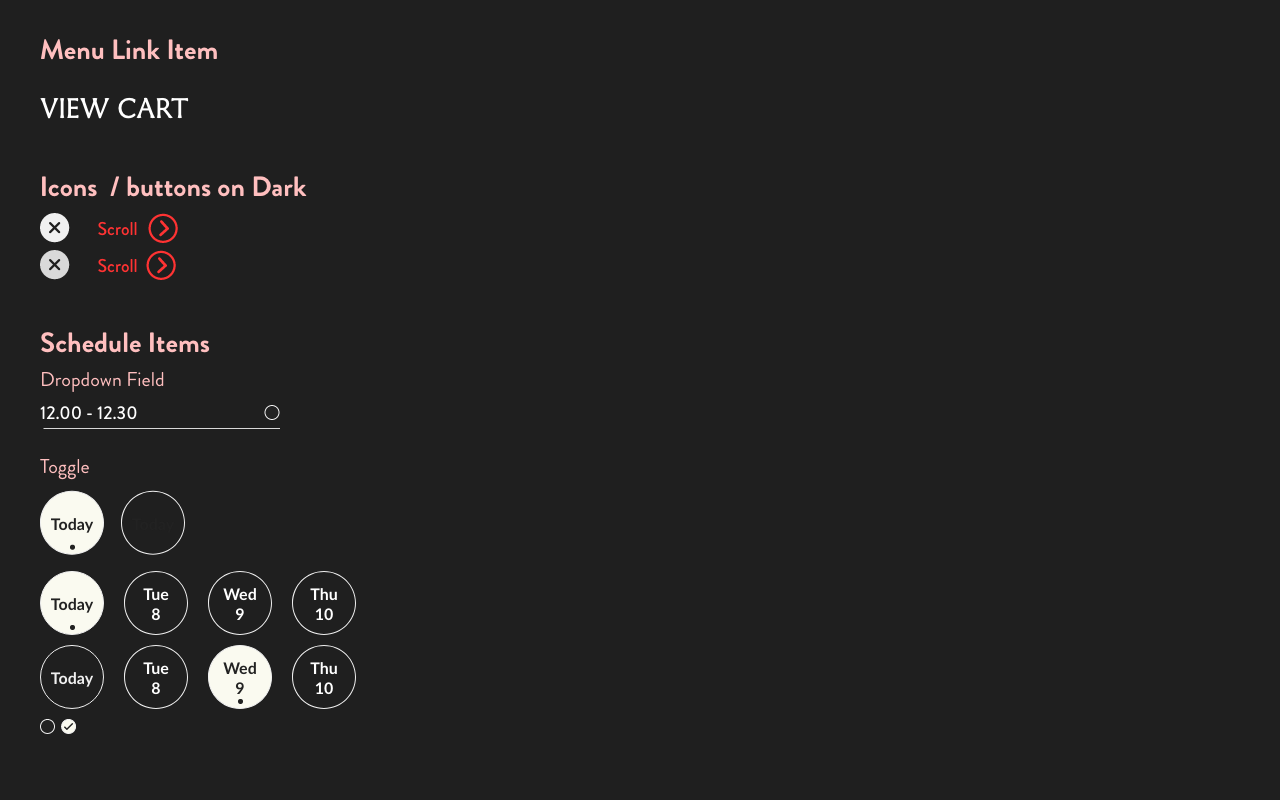 Menu Link Item
VIEW CART
Icons / buttons on Dark
Scroll
Scroll
Schedule Items
Dropdown Field
12.00 - 12.30
Toggle
Today
Today Tue 8 Wed 9 Thu 10
Today Tue 8 Wed 9 Thu 10